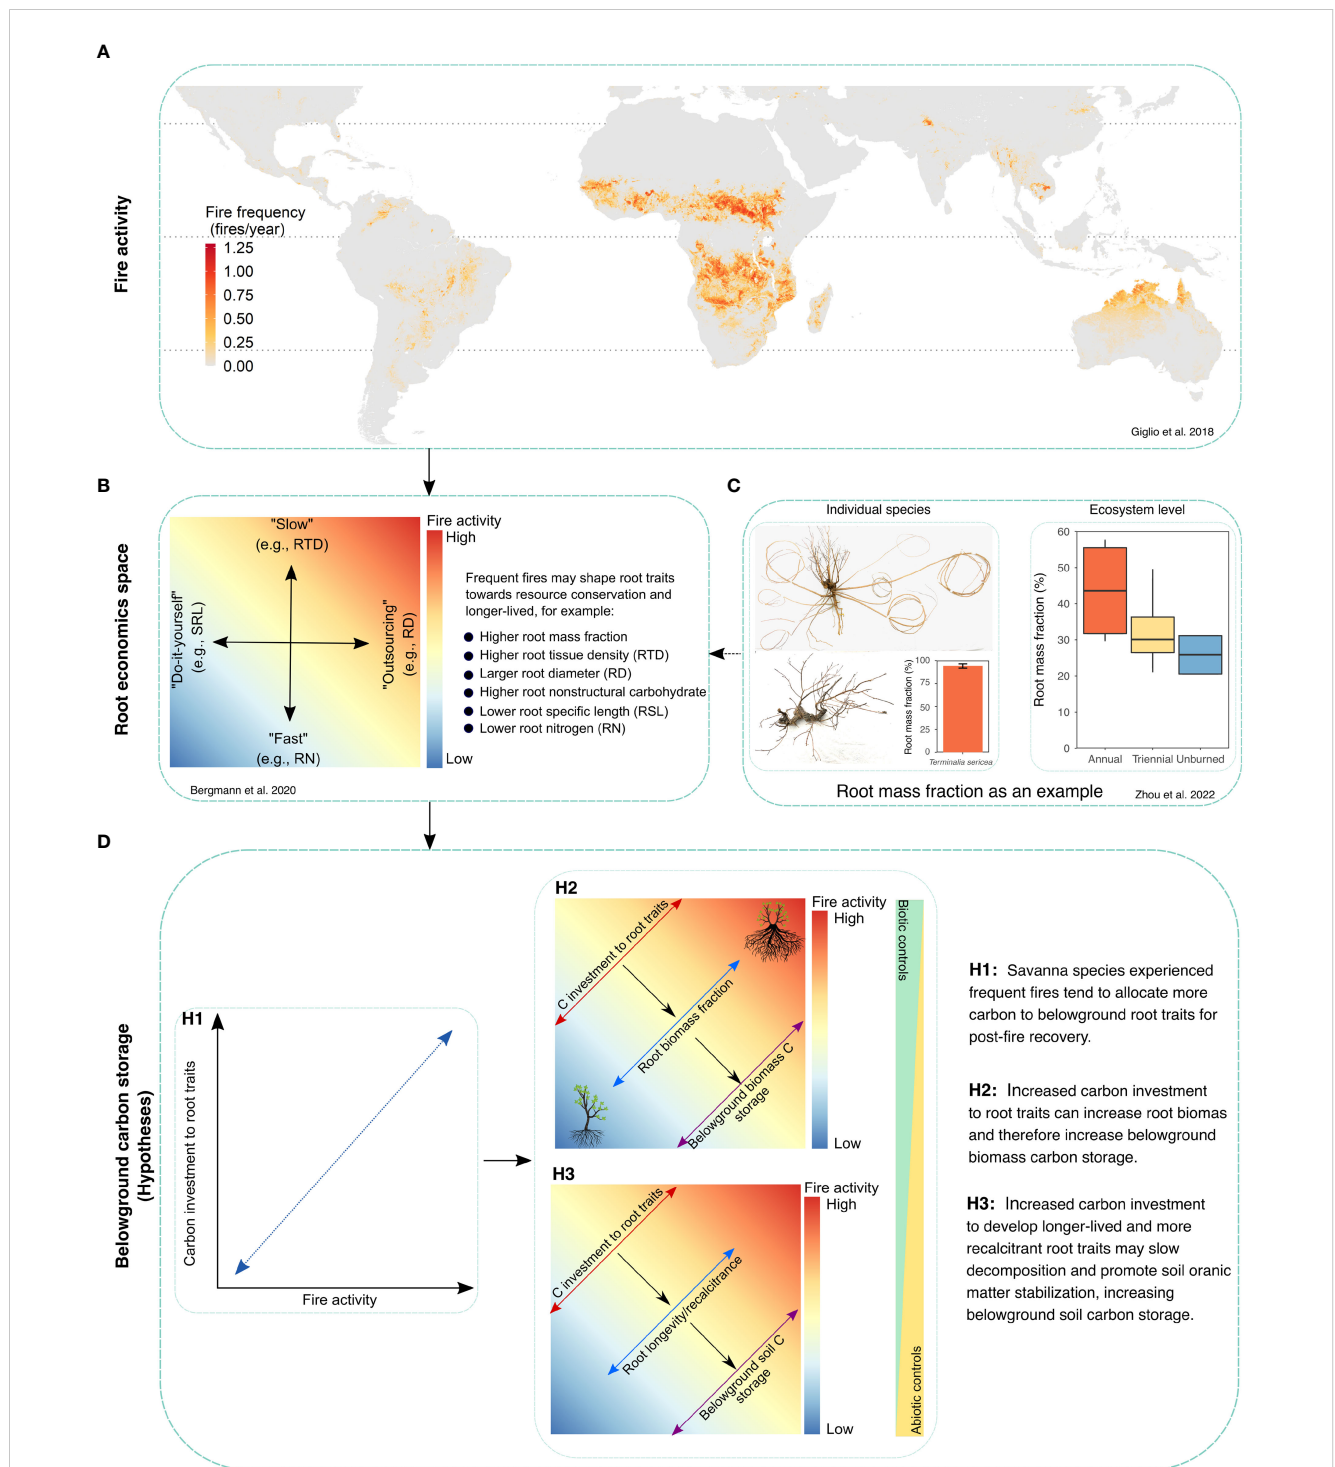 A
Fire activity
Fire frequency
(fires/year)
1.25
1.00
0.75
0.50
0.25
0.00
Giglio et al. 2018
B
Root economics space
"Slow"
(e.g., RTD)
"Do-it-yourself"
(e.g., SRL)
"Outsourcing"
(e.g., RD)
"Fast"
(e.g., RN)
Fire activity
High
Low
Frequent fires may shape root traits
towards resource conservation and
longer-lived, for example:
Higher root mass fraction
Higher root tissue density (RTD)
Larger root diameter (RD)
Higher root nonstructural carbohydrate
Lower root specific length (RSL)
Lower root nitrogen (RN)
Bergmann et al. 2020
C
Individual species
Root mass fraction (%)
100
75
50
25
0
Terminalia sericea
Ecosystem level
Root mass fraction (%)
60
50
40
30
20
10
0
Annual
Triennial
Unburned
Root mass fraction as an example
Zhou et al. 2022
D
Belowground carbon storage
(Hypotheses)
H1
Carbon investment to root traits
Fire activity
H2
C investment to root traits
Root biomass fraction
Belowground biomass C
storage
Fire activity
High
Low
H3
C investment to root traits
Root longevity/recalcitrance
Belowground soil C
storage
Fire activity
High
Low
Biotic controls
Abiotic controls
H1: Savanna species experienced
frequent fires tend to allocate more
carbon to belowground root traits for
post-fire recovery.
H2: Increased carbon investment
to root traits can increase root biomas
and therefore increase belowground
biomass carbon storage.
H3: Increased carbon investment
to develop longer-lived and more
recalcitrant root traits may slow
decomposition and promote soil oranic
matter stabilization, increasing
belowground soil carbon storage.